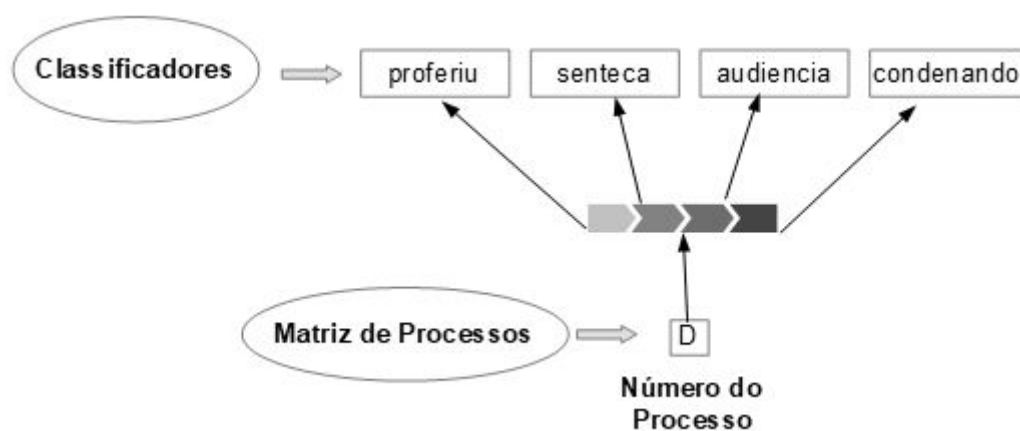 Classificadores
proferiu
senteca
audiencia
condenando
Matriz de Processos
D
Número do
Processo